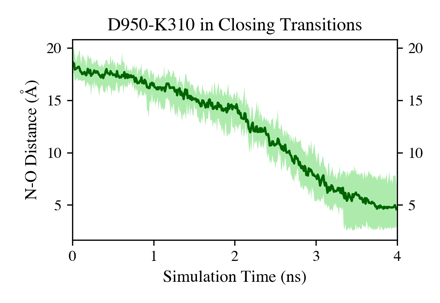 D950-K310 in Closing Transitions
20 20
15 15
10 10
5 5
N-O Distance (Å)
0 1 2 3 4
Simulation Time (ns)